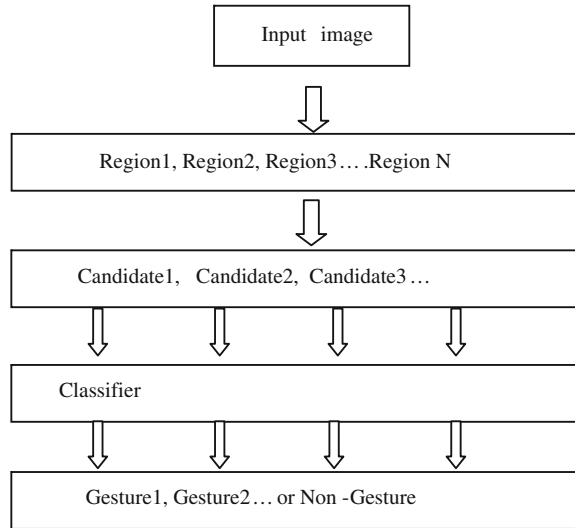 Input image
Region1, Region2, Region3... .Region N
Candidate1, Candidate2, Candidate3...
Classifier
Gesture1, Gesture2... or Non -Gesture